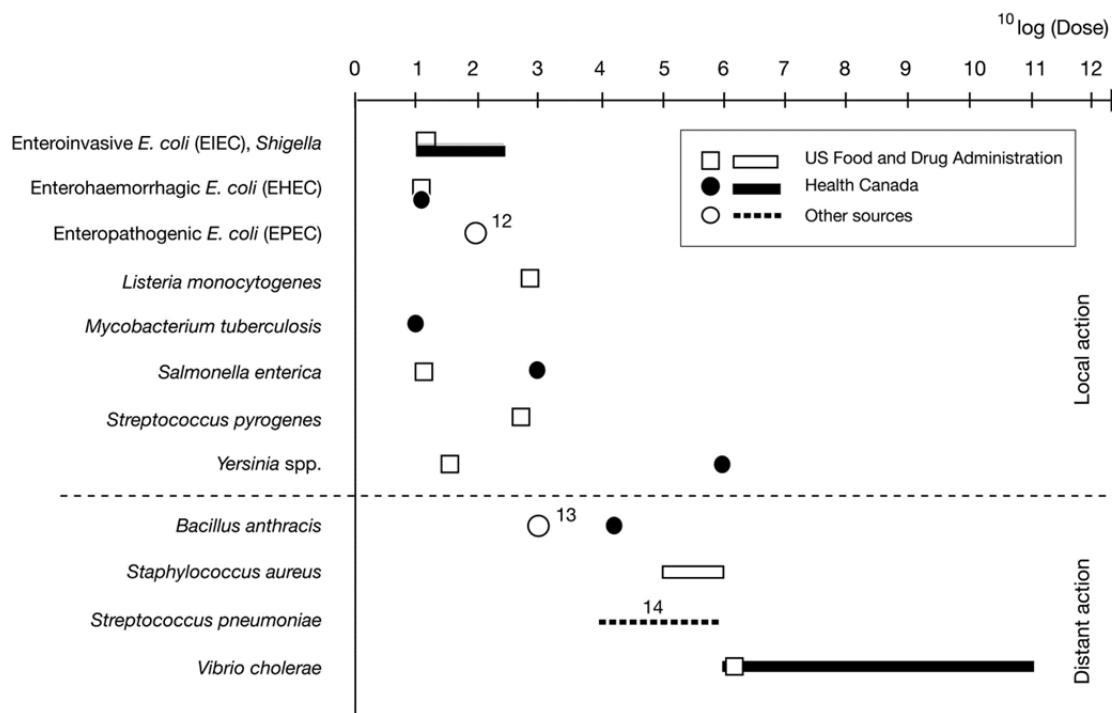 10 log (Dose)
0 1 2 3 4 5 6 7 8 9 10 11 12
Enteroinvasive E. coli (EIEC), Shigella
US Food and Drug Administration
Enterohaemorrhagic E. coli (EHEC)
Health Canada
Enteropathogenic E. coli (EPEC)
12
Other sources
Listeria monocytogenes
Mycobacterium tuberculosis
Salmonella enterica
Streptococcus pyrogenes
Yersinia spp.
Local action
Bacillus anthracis
13
Staphylococcus aureus
Streptococcus pneumoniae
14
Vibrio cholerae
Distant action